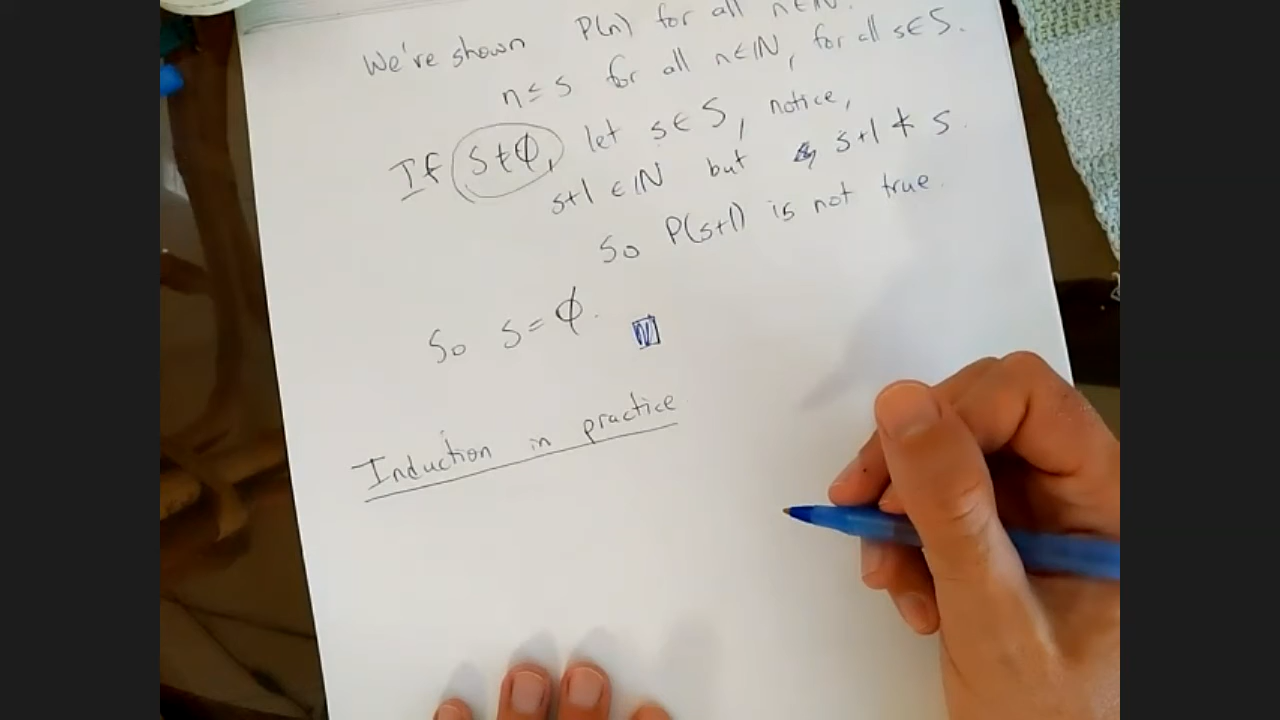 We've shown P(n) for all n∈ℕ.
n ≤ s for all n∈ℕ, for all s∈S.
If S≠∅, let s∈S, notice,
s+1 ∈ ℕ but s+1 ≰ s.
So P(s+1) is not true.
So S = ∅.
Induction in practice